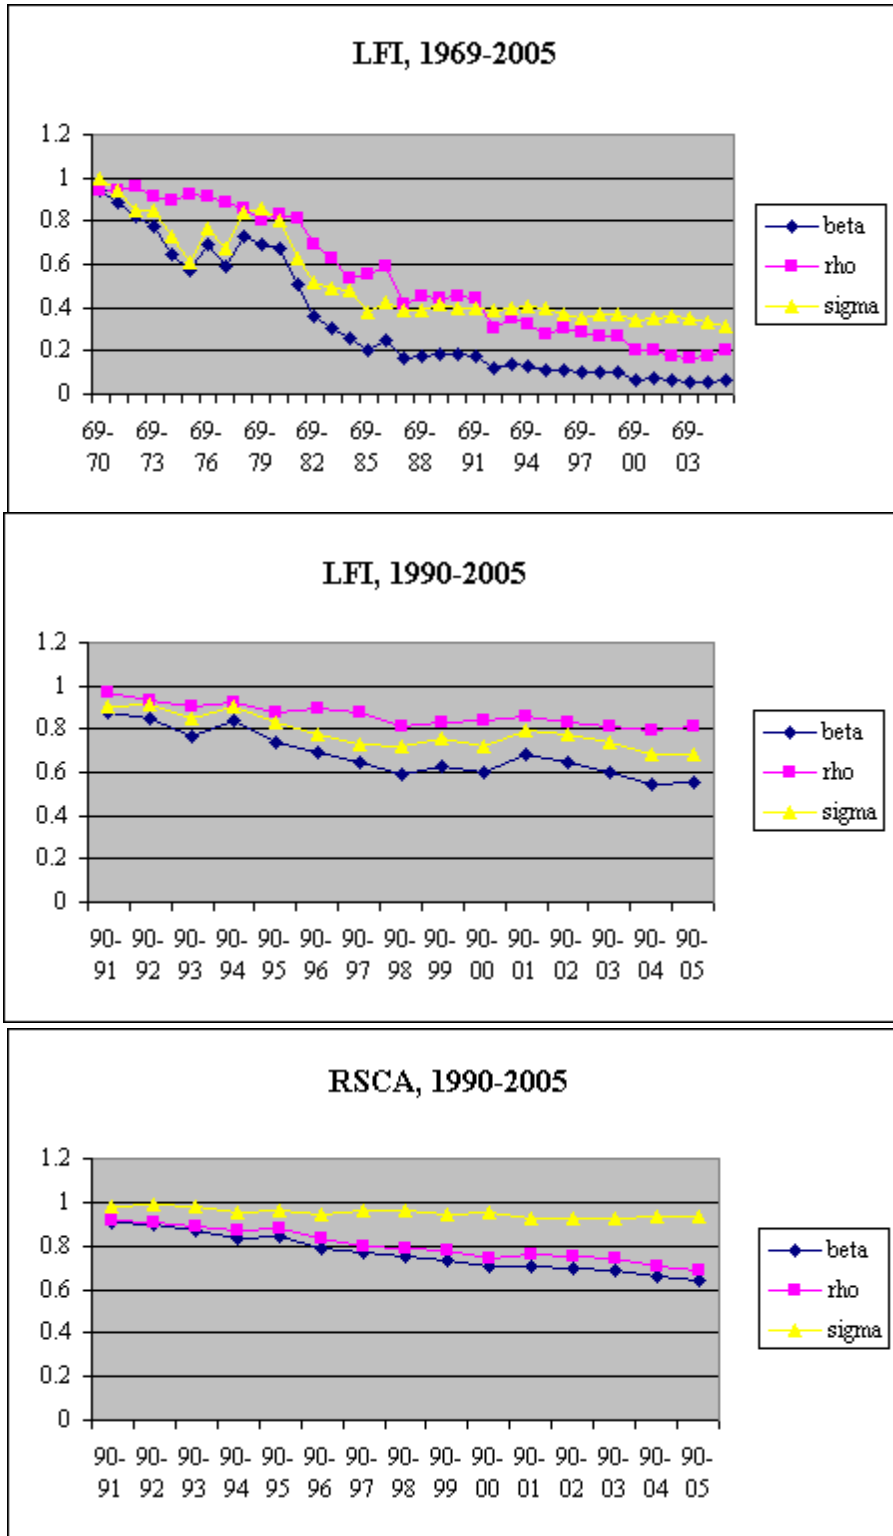 LFI, 1969-2005
1.2
1
0.8
0.6
0.4
0.2
0
69- 69- 69- 69- 69- 69- 69- 69- 69- 69- 69- 69-
70 73 76 79 82 85 88 91 94 97 00 03
beta
rho
sigma
LFI, 1990-2005
1.2
1
0.8
0.6
0.4
0.2
0
90- 90- 90- 90- 90- 90- 90- 90- 90- 90- 90- 90- 90- 90- 90-
91 92 93 94 95 96 97 98 99 00 01 02 03 04 05
beta
rho
sigma
RSCA, 1990-2005
1.2
1
0.8
0.6
0.4
0.2
0
90- 90- 90- 90- 90- 90- 90- 90- 90- 90- 90- 90- 90- 90- 90-
91 92 93 94 95 96 97 98 99 00 01 02 03 04 05
beta
rho
sigma